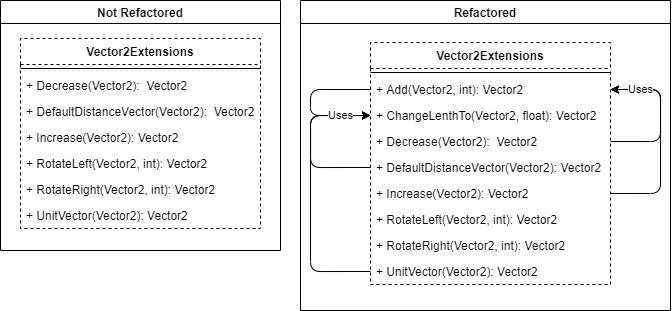 Not Refactored
Vector2Extensions
+ Decrease(Vector2): Vector2
+ DefaultDistanceVector(Vector2): Vector2
+ Increase(Vector2): Vector2
+ RotateLeft(Vector2, int): Vector2
+ RotateRight(Vector2, int): Vector2
+ UnitVector(Vector2): Vector2
Refactored
Vector2Extensions
+ Add(Vector2, int): Vector2
Uses
+ ChangeLenthTo(Vector2, float): Vector2
Uses
+ Decrease(Vector2): Vector2
+ DefaultDistanceVector(Vector2): Vector2
+ Increase(Vector2): Vector2
+ RotateLeft(Vector2, int): Vector2
+ RotateRight(Vector2, int): Vector2
+ UnitVector(Vector2): Vector2